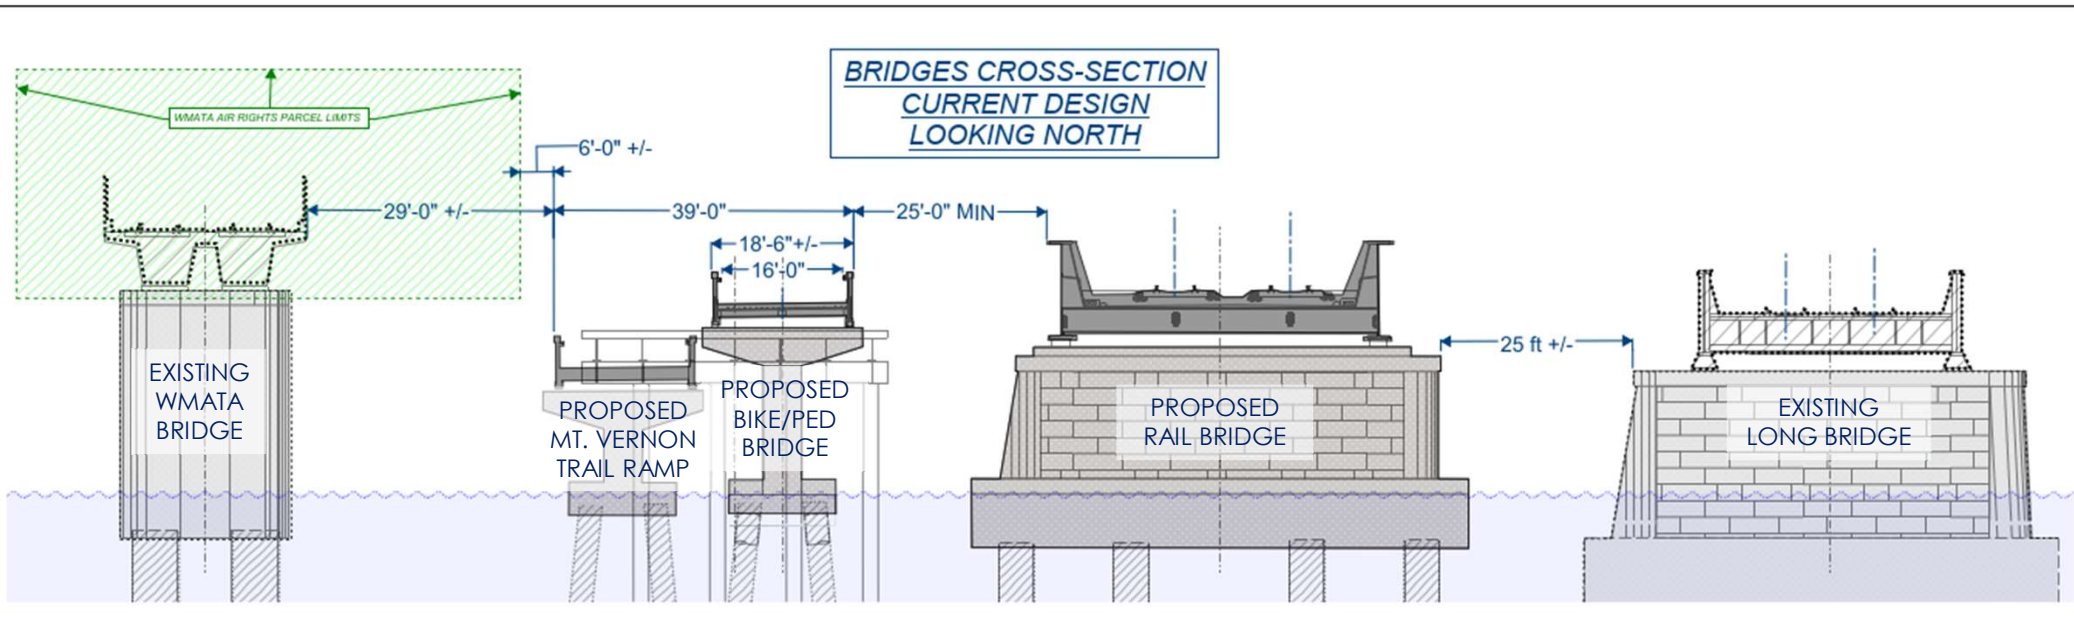 BRIDGES CROSS-SECTION
CURRENT DESIGN
LOOKING NORTH
WMATA AIR RIGHTS PARCEL LIMITS
6'-0" +/-
29'-0" +/-
39'-0"
25'-0" MIN
18'-6"+/-
16'-0"
25 ft +/-
EXISTING
WMATA
BRIDGE
PROPOSED
MT. VERNON
TRAIL RAMP
PROPOSED
BIKE/PED
BRIDGE
PROPOSED
RAIL BRIDGE
EXISTING
LONG BRIDGE